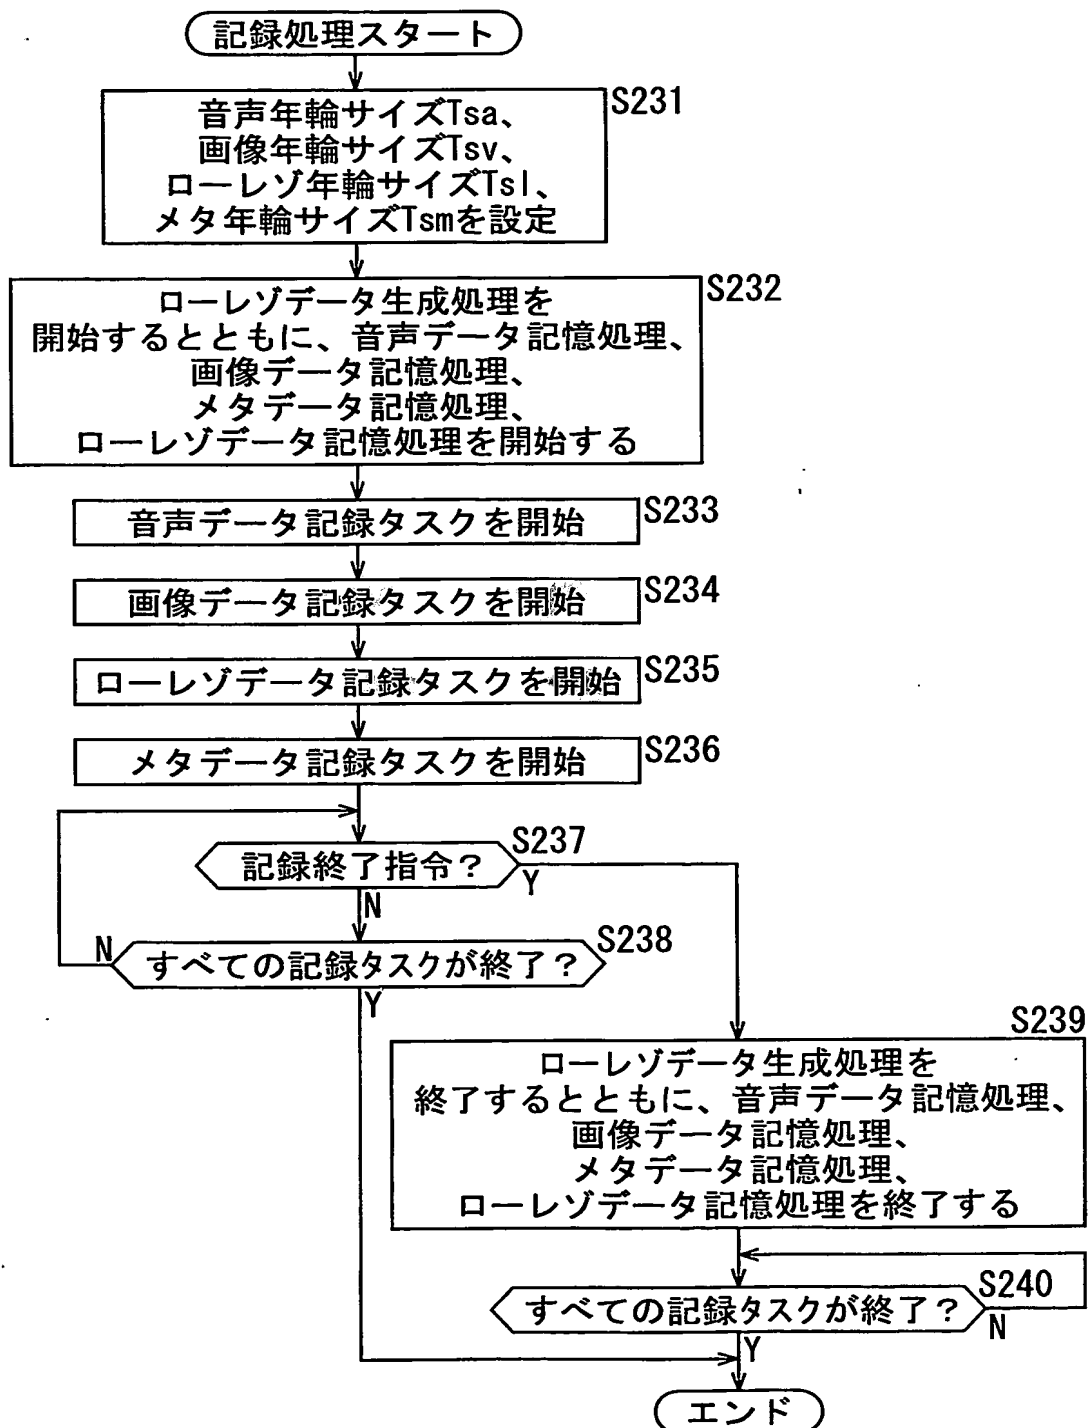 記録処理スタート
S231
音声年輪サイズTsa、
画像年輪サイズTsv、
ローレゾ年輪サイズTsl、
メタ年輪サイズTsmを設定
S232
ローレゾデータ生成処理を
開始するとともに、音声データ記憶処理、
画像データ記憶処理、
メタデータ記憶処理、
ローレゾデータ記憶処理を開始する
音声データ記録タスクを開始 S233
画像データ記録タスクを開始 S234
ローレゾデータ記録タスクを開始 S235
メタデータ記録タスクを開始 S236
S237
記録終了指令?
Y
N
S238
N
すべての記録タスクが終了?
Y
S239
ローレゾデータ生成処理を
終了するとともに、音声データ記憶処理、
画像データ記憶処理、
メタデータ記憶処理、
ローレゾデータ記憶処理を終了する
S240
すべての記録タスクが終了?
N
Y
エンド